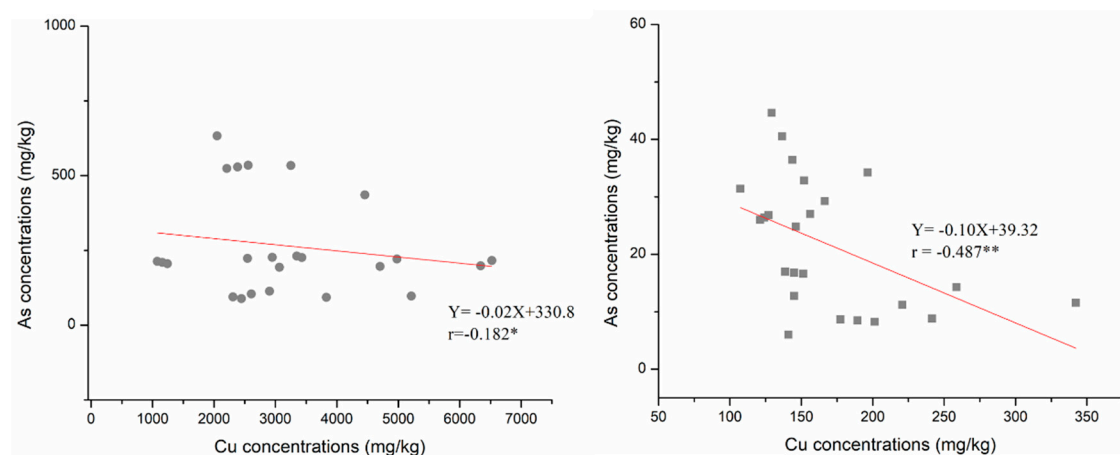 1000
500
0
As concentrations (mg/kg)
Y= -0.02X+330.8
r=-0.182*
0 1000 2000 3000 4000 5000 6000 7000
Cu concentrations (mg/kg)
60
40
20
0
As concentrations (mg/kg)
Y= -0.10X+39.32
r = -0.487**
50 100 150 200 250 300 350
Cu concentrations (mg/kg)